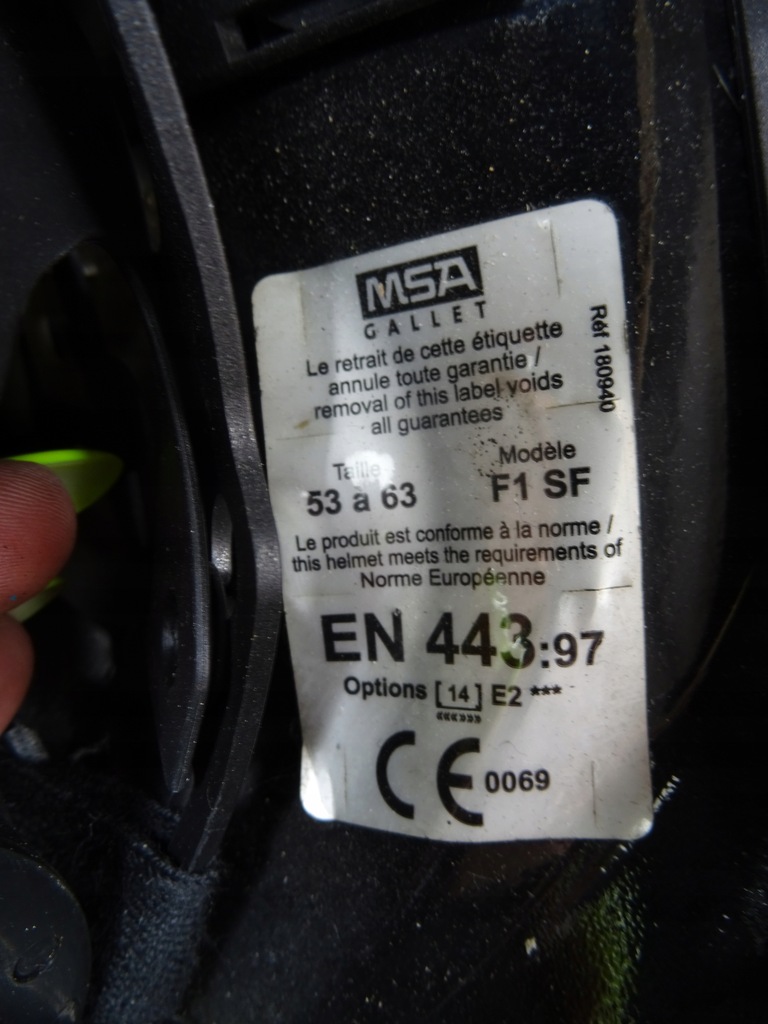 MSA
GALLET
Réf 180940
Le retrait de cette étiquette
annule toute garantie /
removal of this label voids
all guarantees
Taille
53 à 63
Modèle
F1 SF
Le produit est conforme à la norme /
this helmet meets the requirements of
Norme Européenne
EN 443:97
Options [14] E2 ***
«««»»»
CE 0069